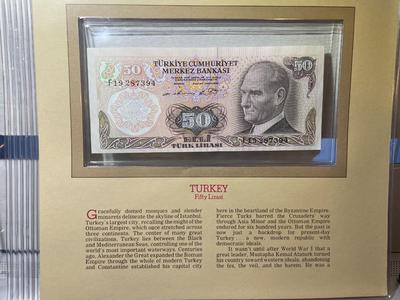 TÜRKİYE CUMHURİYET
MERKEZ BANKASI
50
50
F19 287394
50
ELLİ
TÜRK LİRASI
F19 287394
TURKEY
Fifty Lirasi
Gracefully domed mosques and slender
monuments delineate the skyline of Istanbul,
Turkey's largest city, recalling the might of the
Ottoman Empire, which once stretched across
three continents. The center of many great
civilizations, Turkey lies between the Black
and Mediterranean Seas, controlling one of the
world's most important waterways. Centuries
ago, Alexander the Great expanded the Roman
Empire through the whole of modern Turkey
and Constantine established his capital city
here in the heartland of the Byzantine Empire.
Fierce Turks barred the Crusaders' way
through Asia Minor and its Ottoman Empire
endured for six hundred years. But the past is
now just a backdrop for present-day
Turkey . . . a new, modern republic with
democratic ideals.
It wasn't until after World War I that a
great leader, Mustapha Kemal Ataturk turned
his country toward western ideals, abandoning
the fez, the veil, and the harem. He was a